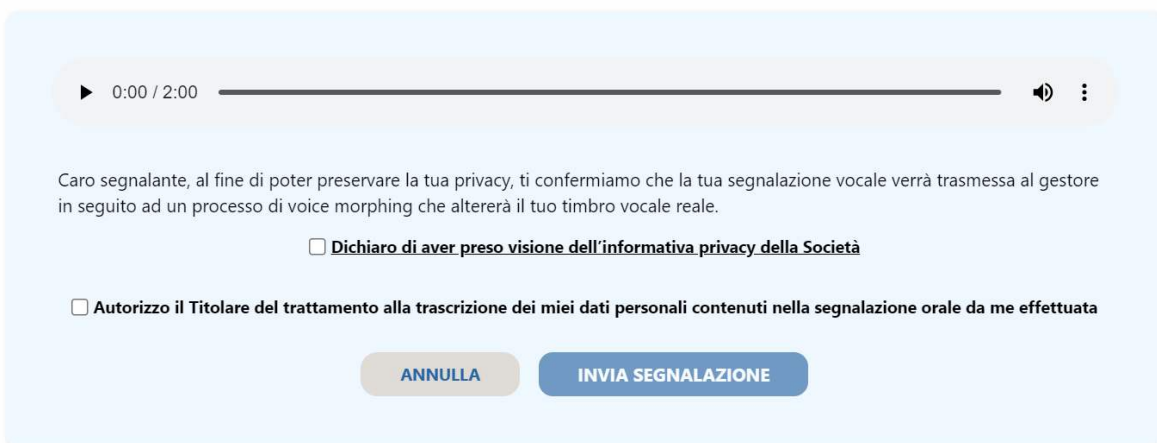 0:00 / 2:00
Caro segnalante, al fine di poter preservare la tua privacy, ti confermiamo che la tua segnalazione vocale verrà trasmessa al gestore
in seguito ad un processo di voice morphing che altererà il tuo timbro vocale reale.
Dichiaro di aver preso visione dell'informativa privacy della Società
Autorizzo il Titolare del trattamento alla trascrizione dei miei dati personali contenuti nella segnalazione orale da me effettuata
ANNULLA INVIA SEGNALAZIONE